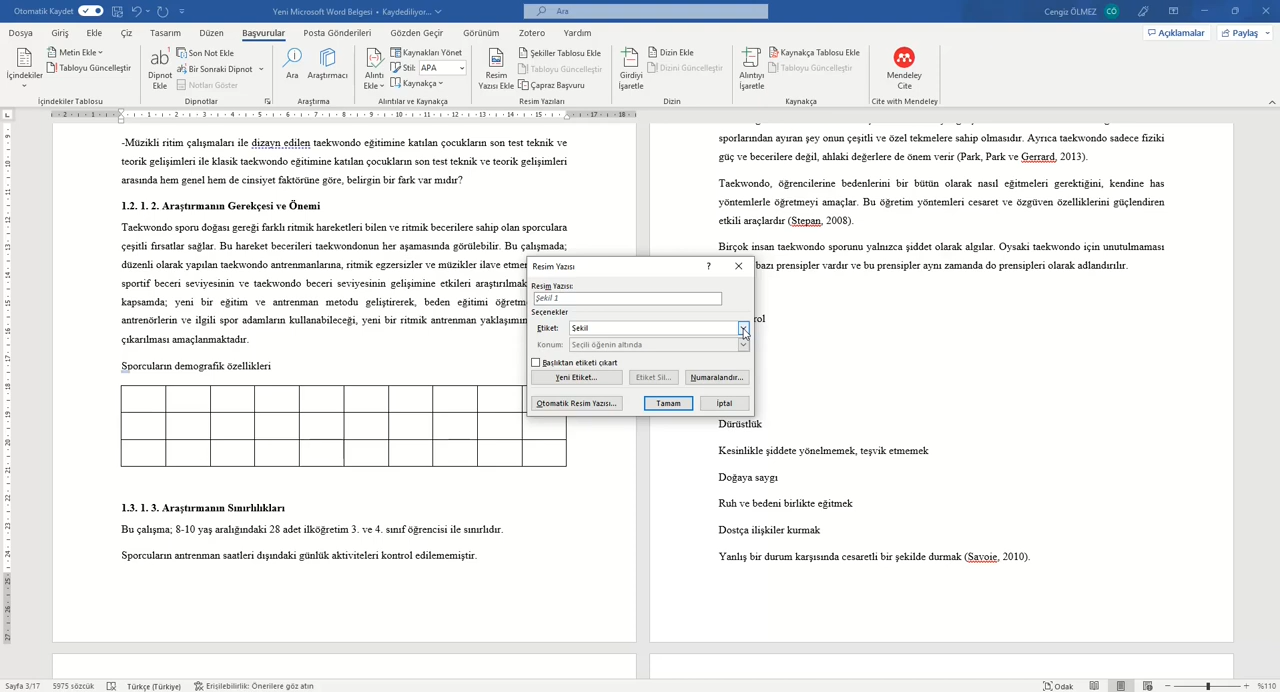 Otomatik Kaydet
Yeni Microsoft Word Belgesi • Kaydediliyor...
Ara
Cengiz ÖLMEZ
CÖ
Dosya
Giriş
Ekle
Çiz
Tasarım
Düzen
Başvurular
Posta Gönderileri
Gözden Geçir
Görünüm
Zotero
Yardım
Açıklamalar
Paylaş
İçindekiler
Metin Ekle
Tabloyu Güncelleştir
İçindekiler Tablosu
ab
Dipnot
Ekle
Son Not Ekle
Bir Sonraki Dipnot
Notları Göster
Dipnotlar
Ara
Araştırmacı
Araştırma
Alıntı
Ekle
Kaynakları Yönet
Stil: APA
Kaynakça
Alıntılar ve Kaynakça
Resim
Yazısı Ekle
Şekiller Tablosu Ekle
Tabloyu Güncelleştir
Çapraz Başvuru
Resim Yazıları
Girdiyi
İşaretle
Dizin Ekle
Dizini Güncelleştir
Dizin
Alıntıyı
İşaretle
Kaynakça Tablosu Ekle
Tabloyu Güncelleştir
Kaynakça
Mendeley
Cite
Cite with Mendeley
-Müzikli ritim çalışmaları ile dizayn edilen taekwondo eğitimine katılan çocukların son test teknik ve
teorik gelişimleri ile klasik taekwondo eğitimine katılan çocukların son test teknik ve teorik gelişimleri
arasında hem genel hem de cinsiyet faktörüne göre, belirgin bir fark var mıdır?
1.2. 1. 2. Araştırmanın Gerekçesi ve Önemi
Taekwondo sporu doğası gereği farklı ritmik hareketleri bilen ve ritmik becerilere sahip olan sporculara
çeşitli fırsatlar sağlar. Bu hareket becerileri taekwondonun her aşamasında görülebilir. Bu çalışmada;
düzenli olarak yapılan taekwondo antrenmanlarına, ritmik egzersizler ve müzikler ilave
sportif beceri seviyesinin ve taekwondo beceri seviyesinin gelişimine etkileri
kapsamda; yeni bir eğitim ve antrenman metodu geliştirerek, beden eğitimi
antrenörlerin ve ilgili spor adamların kullanabileceği, yeni bir ritmik antrenman
çıkarılması amaçlanmaktadır.
Sporcuların demografik özellikleri
1.3. 1. 3. Araştırmanın Sınırlılıkları
Bu çalışma; 8-10 yaş aralığındaki 28 adet ilköğretim 3. ve 4. sınıf öğrencisi ile sınırlıdır.
Sporcuların antrenman saatleri dışındaki günlük aktiviteleri kontrol edilememiştir.
sporlarından ayıran şey onun çeşitli ve özel tekmelere sahip olmasıdır. Ayrıca taekwondo sadece fiziki
güç ve becerilere değil, ahlaki değerlere de önem verir (Park, Park ve Gerrard, 2013).
Taekwondo, öğrencilerine bedenlerini bir bütün olarak nasıl eğitmeleri gerektiğini, kendine has
yöntemlerle öğretmeyi amaçlar. Bu öğretim yöntemleri cesaret ve özgüven özelliklerini güçlendiren
etkili araçlardır (Stepan, 2008).
Birçok insan taekwondo sporunu yalnızca şiddet olarak algılar. Oysaki taekwondo için unutulmaması
bazı prensipler vardır ve bu prensipler aynı zamanda do prensipleri olarak adlandırılır.
Dürüstlük
Kesinlikle şiddete yönelmemek, teşvik etmemek
Doğaya saygı
Ruh ve bedeni birlikte eğitmek
Dostça ilişkiler kurmak
Yanlış bir durum karşısında cesaretli bir şekilde durmak (Savoie, 2010).
Resim Yazısı
?
Resim Yazısı:
Şekil 1
Seçenekler
Etiket: Şekil
Konum: Seçili öğenin altında
Başlıktan etiketi çıkart
Yeni Etiket...
Etiket Sil...
Numaralandır...
Otomatik Resim Yazısı...
Tamam
İptal
Sayfa 3/17
5975 sözcük
Türkçe (Türkiye)
Erişilebilirlik: Önerilere göz atın
Odak
%110